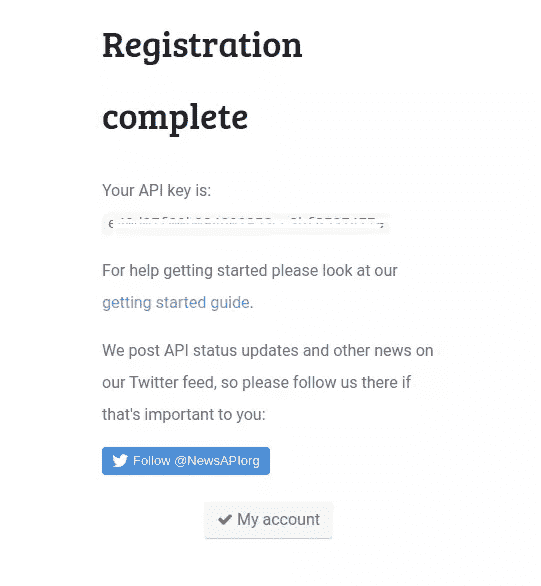 Registration
complete
Your API key is:
For help getting started please look at our
getting started guide.
We post API status updates and other news on
our Twitter feed, so please follow us there if
that's important to you:
Follow @NewsAPIorg
My account